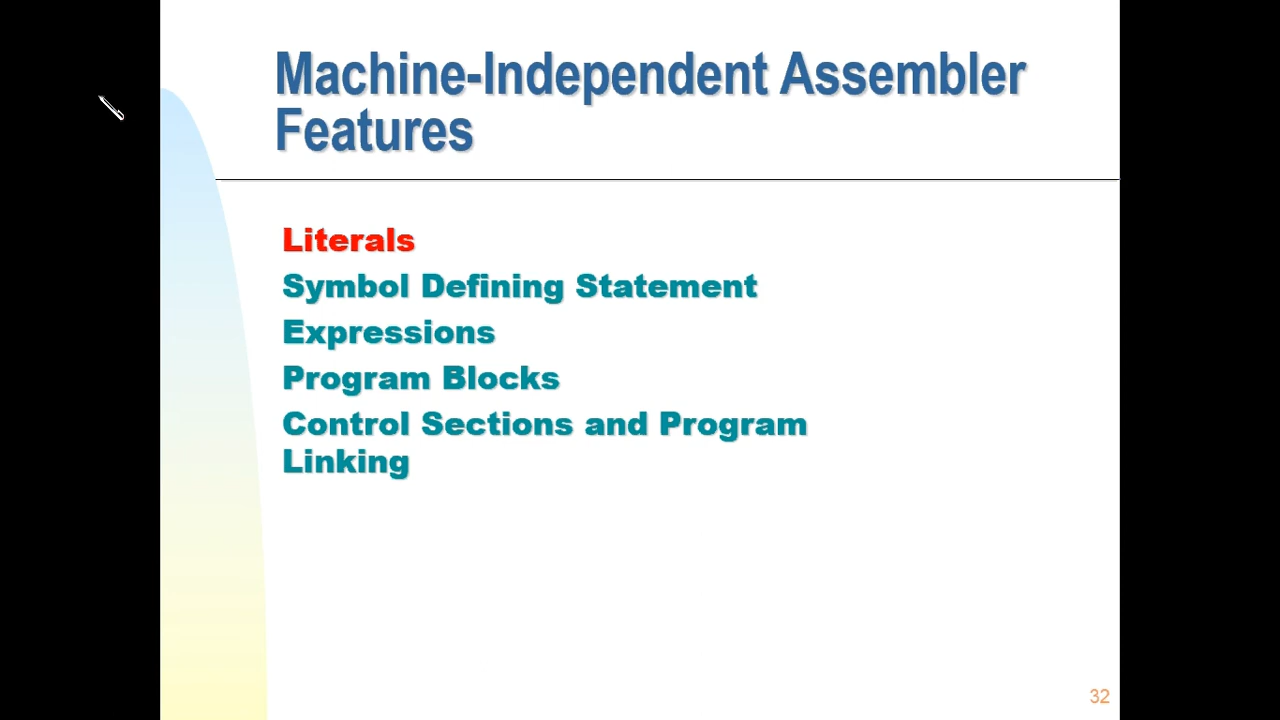 Machine-Independent Assembler
Features
Literals
Symbol Defining Statement
Expressions
Program Blocks
Control Sections and Program
Linking
32